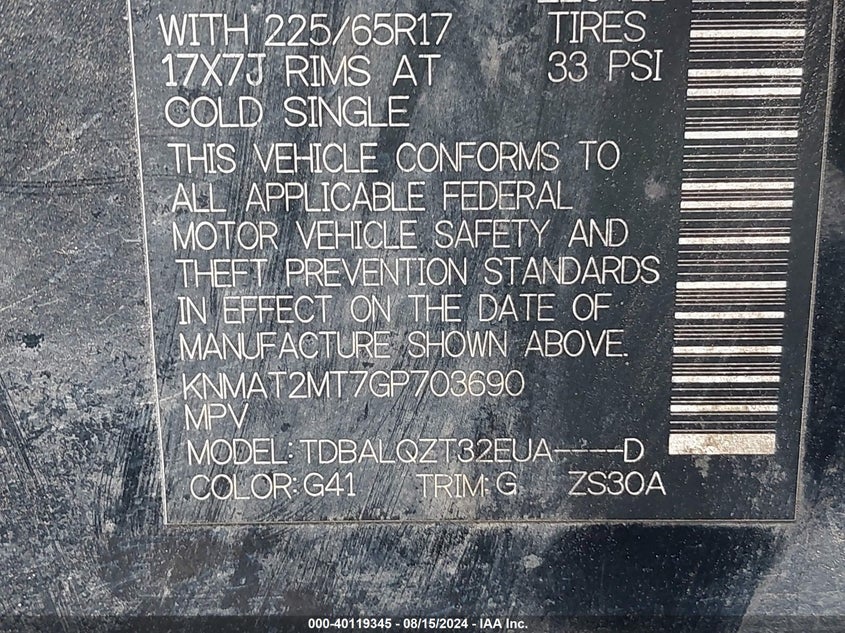 WITH 225/65R17 TIRES
17X7J RIMS AT 33 PSI
COLD SINGLE
THIS VEHICLE CONFORMS TO
ALL APPLICABLE FEDERAL
MOTOR VEHICLE SAFETY AND
THEFT PREVENTION STANDARDS
IN EFFECT ON THE DATE OF
MANUFACTURE SHOWN ABOVE.
KNMAT2MT7GP703690
MPV
MODEL: TDBALQZT32EUA----D
COLOR: G41 TRIM: G ZS30A
000-40119345 - 08/15/2024 - IAA Inc.